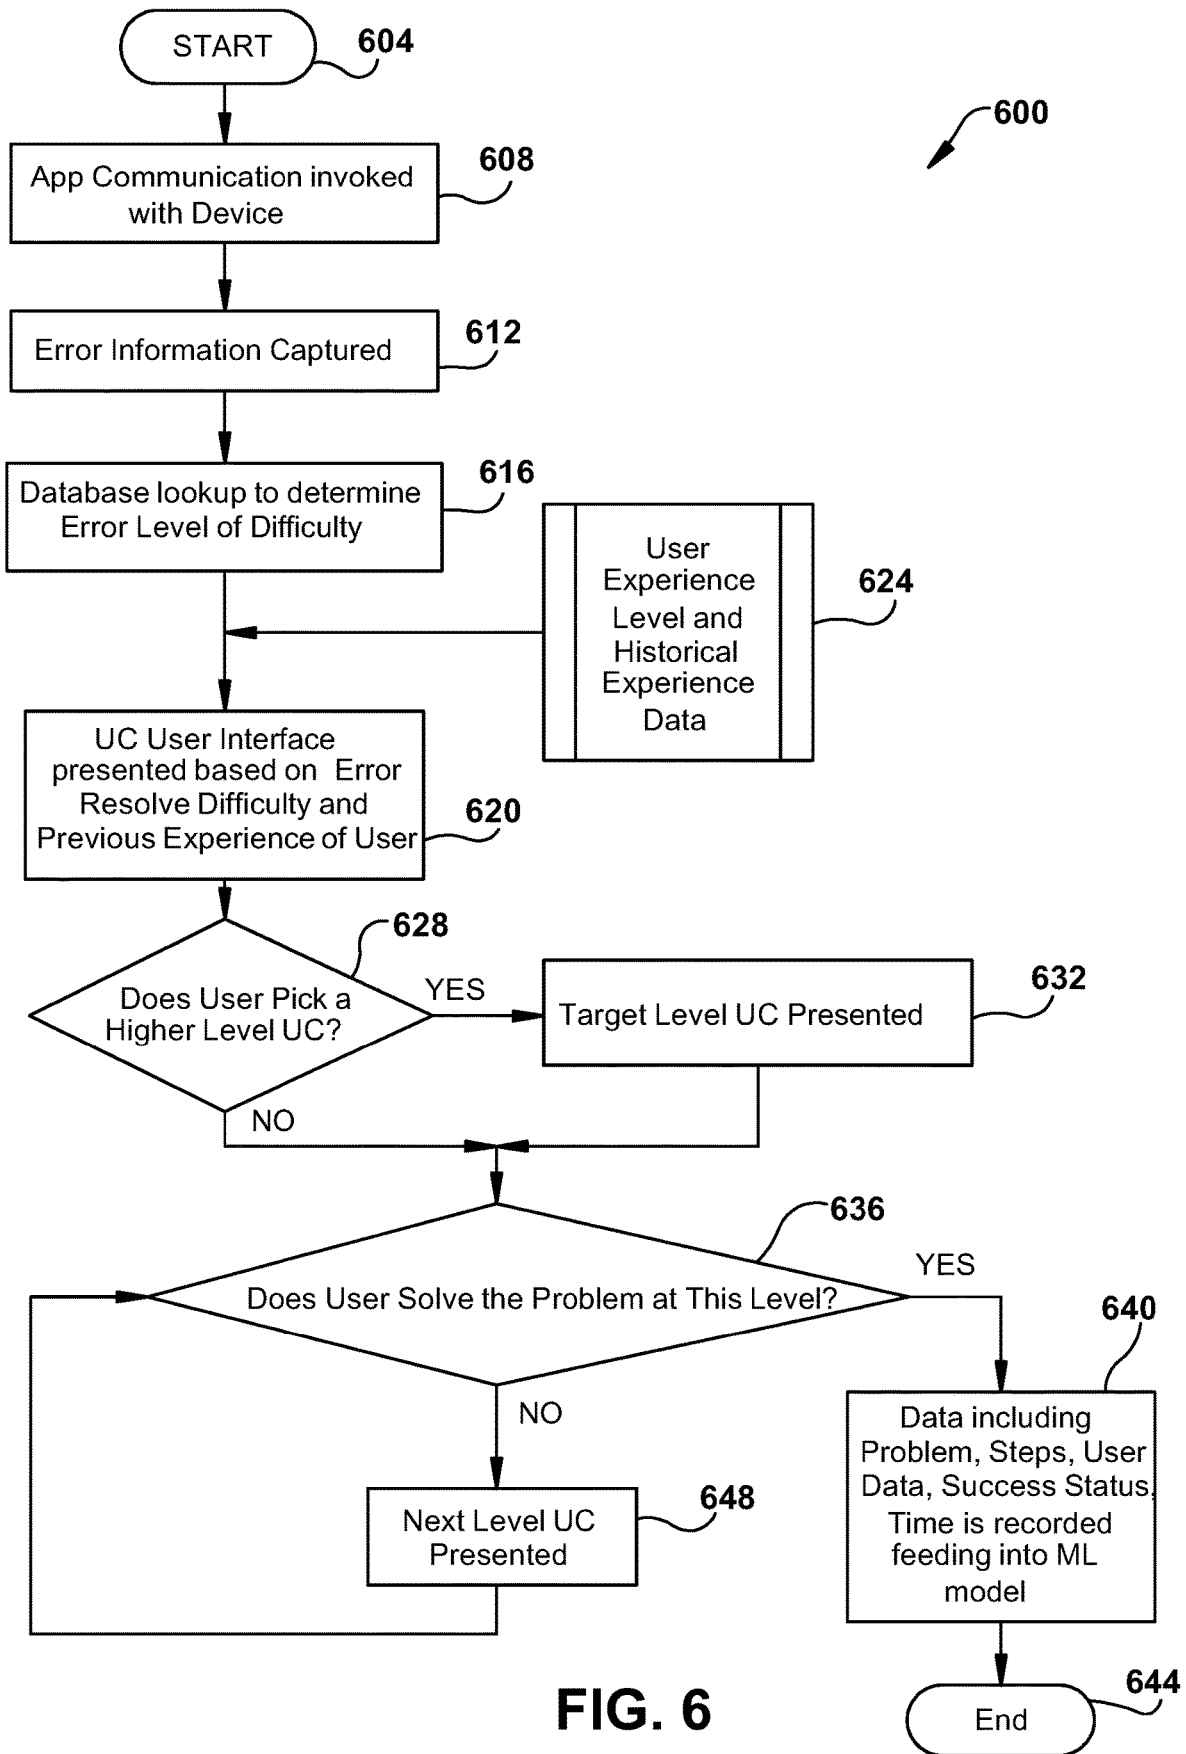 START
604
600
App Communication invoked
with Device
608
Error Information Captured
612
Database lookup to determine
Error Level of Difficulty
616
User
Experience
Level and
Historical
Experience
Data
624
UC User Interface
presented based on Error
Resolve Difficulty and
Previous Experience of User
620
628
Does User Pick a
Higher Level UC?
YES
Target Level UC Presented
632
NO
636
Does User Solve the Problem at This Level?
YES
640
NO
Data including
Problem, Steps, User
Data, Success Status,
Time is recorded
feeding into ML
model
Next Level UC
Presented
648
644
End
FIG. 6